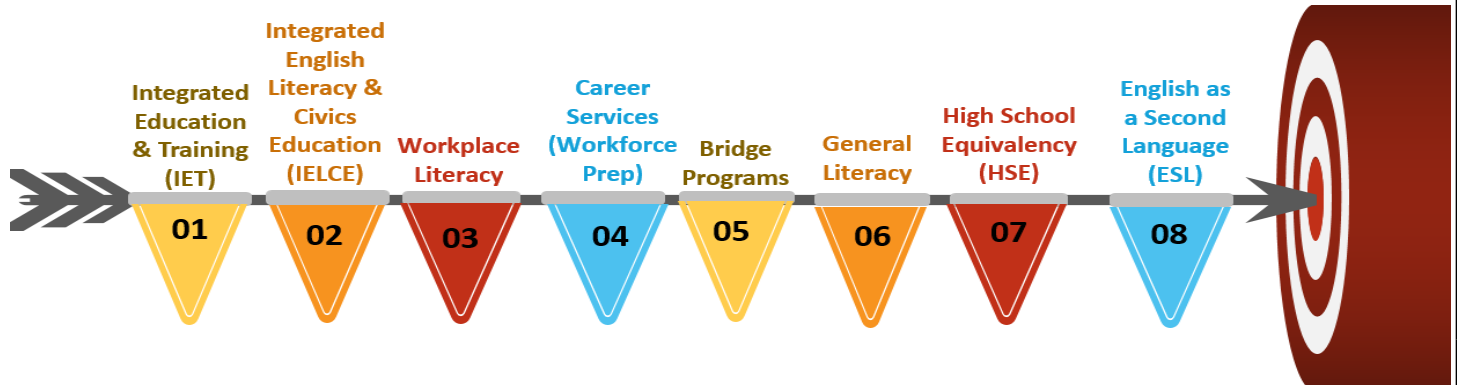 Integrated
Education
& Training
(IET)
01
Integrated
English
Literacy &
Civics
Education
(IELCE)
02
Workplace
Literacy
03
Career
Services
(Workforce
Prep)
04
Bridge
Programs
05
General
Literacy
06
High School
Equivalency
(HSE)
07
English as
a Second
Language
(ESL)
08